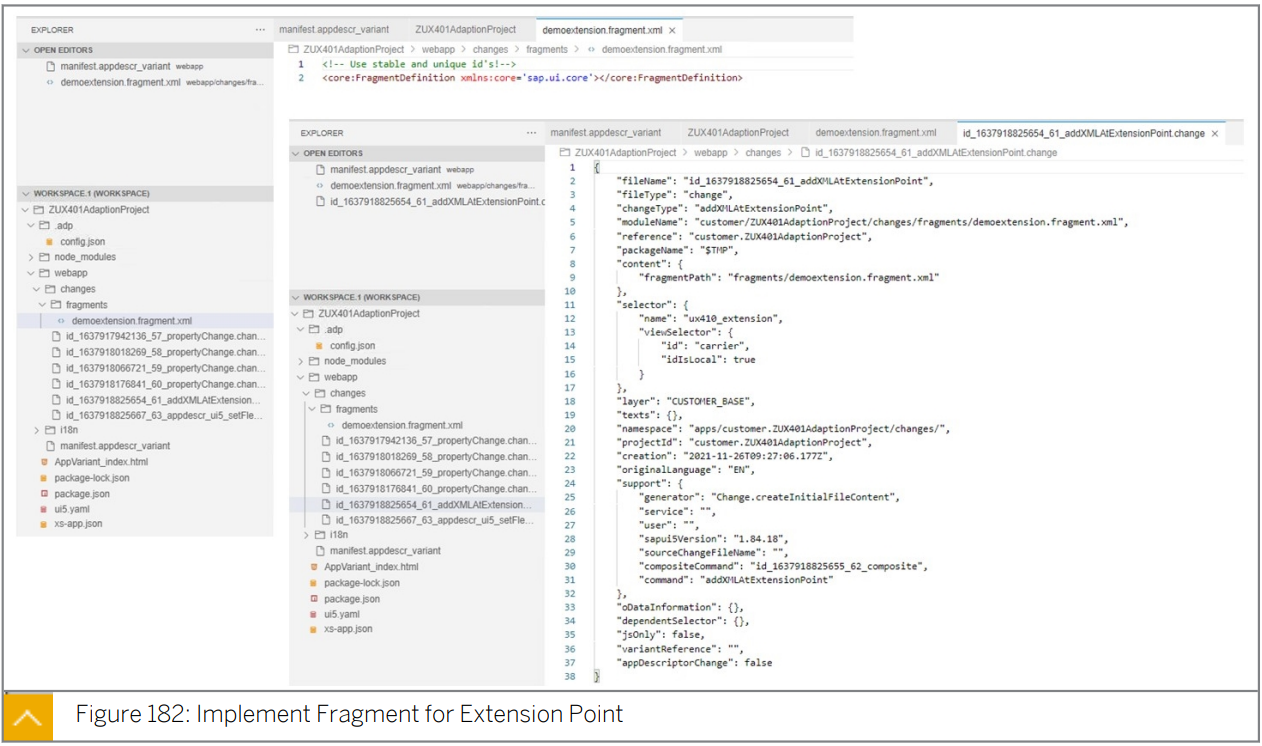 EXPLORER ...
OPEN EDITORS
manifest.appdescr_variant webapp
demoextension.fragment.xml webapp/changes/fra...
WORKSPACE.1 (WORKSPACE)
ZUX401AdaptionProject
.adp
config.json
node_modules
webapp
changes
fragments
demoextension.fragment.xml
id_1637917942136_57_propertyChange.chan...
id_1637918018269_58_propertyChange.chan...
id_1637918066721_59_propertyChange.chan...
id_1637918176841_60_propertyChange.chan...
id_1637918825654_61_addXMLAtExtension...
id_1637918825667_63_appdescr_ui5_setFle...
i18n
manifest.appdescr_variant
AppVariant_index.html
package-lock.json
package.json
ui5.yaml
xs-app.json
manifest.appdescr_variant ZUX401AdaptionProject demoextension.fragment.xml ×
ZUX401AdaptionProject > webapp > changes > fragments > <> demoextension.fragment.xml
1 <!-- Use stable and unique id's!-->
2 <core:FragmentDefinition xmlns:core='sap.ui.core'></core:FragmentDefinition>
EXPLORER ...
OPEN EDITORS
manifest.appdescr_variant webapp
demoextension.fragment.xml webapp/changes/fra...
id_1637918825654_61_addXMLAtExtensionPoint.c
WORKSPACE.1 (WORKSPACE)
ZUX401AdaptionProject
.adp
config.json
node_modules
webapp
changes
fragments
demoextension.fragment.xml
id_1637917942136_57_propertyChange.chan...
id_1637918018269_58_propertyChange.chan...
id_1637918066721_59_propertyChange.chan...
id_1637918176841_60_propertyChange.chan...
id_1637918825654_61_addXMLAtExtension...
id_1637918825667_63_appdescr_ui5_setFle...
i18n
manifest.appdescr_variant
AppVariant_index.html
package-lock.json
package.json
ui5.yaml
xs-app.json
manifest.appdescr_variant ZUX401AdaptionProject demoextension.fragment.xml id_1637918825654_61_addXMLAtExtensionPoint.change ×
ZUX401AdaptionProject > webapp > changes > id_1637918825654_61_addXMLAtExtensionPoint.change
1 {
2 "fileName": "id_1637918825654_61_addXMLAtExtensionPoint",
3 "fileType": "change",
4 "changeType": "addXMLAtExtensionPoint",
5 "moduleName": "customer/ZUX401AdaptionProject/changes/fragments/demoextension.fragment.xml",
6 "reference": "customer.ZUX401AdaptionProject",
7 "packageName": "$TMP",
8 "content": {
9 "fragmentPath": "fragments/demoextension.fragment.xml"
10 },
11 "selector": {
12 "name": "ux410_extension",
13 "viewSelector": {
14 "id": "carrier",
15 "idIsLocal": true
16 }
17 },
18 "layer": "CUSTOMER_BASE",
19 "texts": {},
20 "namespace": "apps/customer.ZUX401AdaptionProject/changes/",
21 "projectId": "customer.ZUX401AdaptionProject",
22 "creation": "2021-11-26T09:27:06.177Z",
23 "originalLanguage": "EN",
24 "support": {
25 "generator": "Change.createInitialFileContent",
26 "service": "",
27 "user": "",
28 "sapui5Version": "1.84.18",
29 "sourceChangeFileName": "",
30 "compositeCommand": "id_1637918825655_62_composite",
31 "command": "addXMLAtExtensionPoint"
32 },
33 "oDataInformation": {},
34 "dependentSelector": {},
35 "jsOnly": false,
36 "variantReference": "",
37 "appDescriptorChange": false
38 }
Figure 182: Implement Fragment for Extension Point